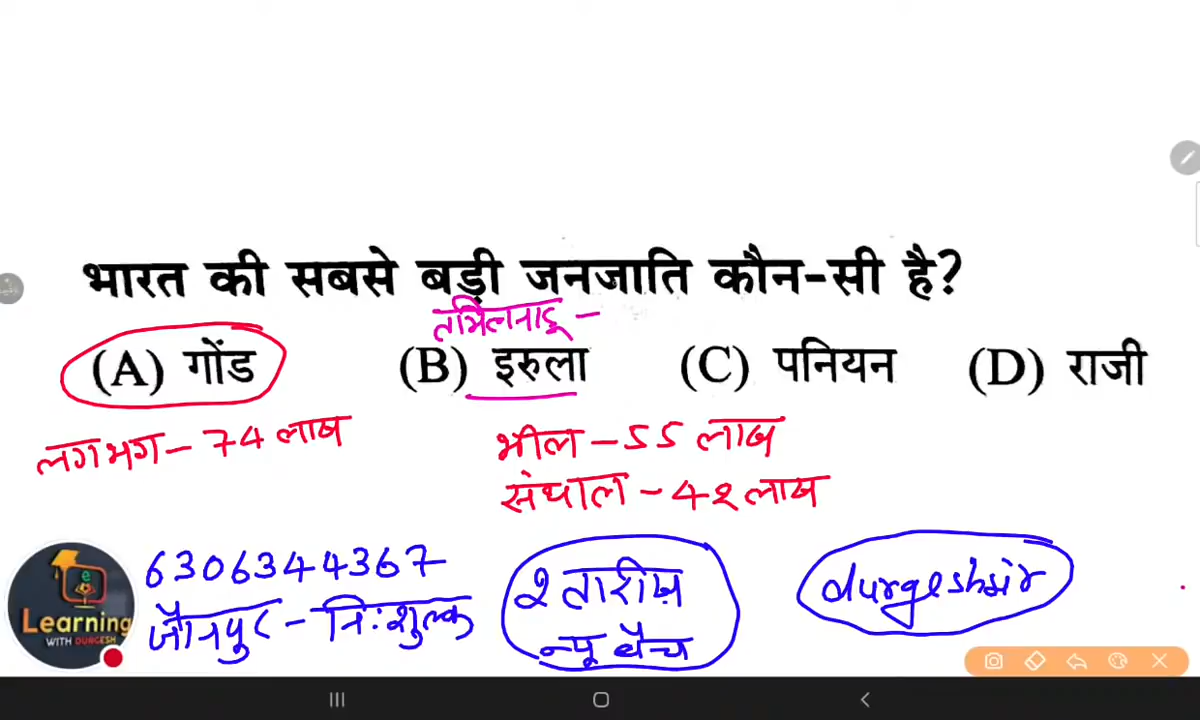 भारत की सबसे बड़ी जनजाति कौन-सी है?
तमिलनाडू -
(A) गोंड (B) इरुला (C) पनियन (D) राजी
लगभग - 74 लाख
भील - 55 लाख
संथाल - 42 लाख
6306344367
जौनपुर - निःशुल्क
2 तारीख
न्यू बैच
durgeshsir
e
Learning
WITH DURGESH